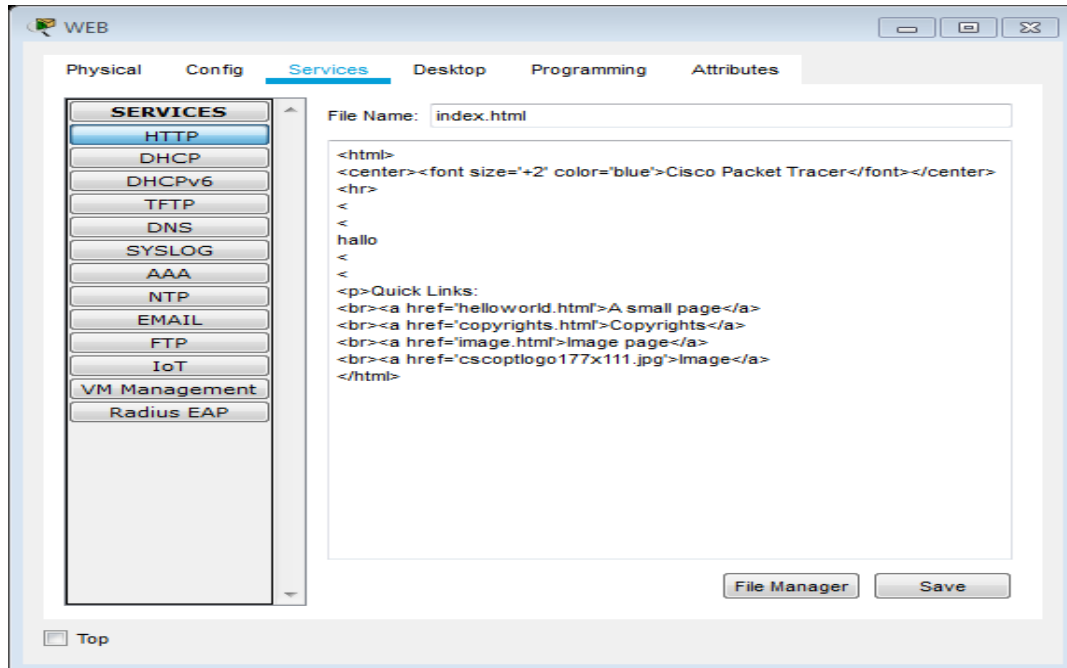 WEB
Physical Config Services Desktop Programming Attributes
SERVICES
HTTP
DHCP
DHCPv6
TFTP
DNS
SYSLOG
AAA
NTP
EMAIL
FTP
IoT
VM Management
Radius EAP
File Name: index.html
<html>
<center><font size="+2" color="blue">Cisco Packet Tracer</font></center>
<hr>
<
<
hallo
<
<
<p>Quick Links:
<br><a href="helloworld.html">A small page</a>
<br><a href="copyrights.html">Copyrights</a>
<br><a href="image.html">Image page</a>
<br><a href="cscoptlogo177x111.jpg">Image</a>
</html>
File Manager Save
Top